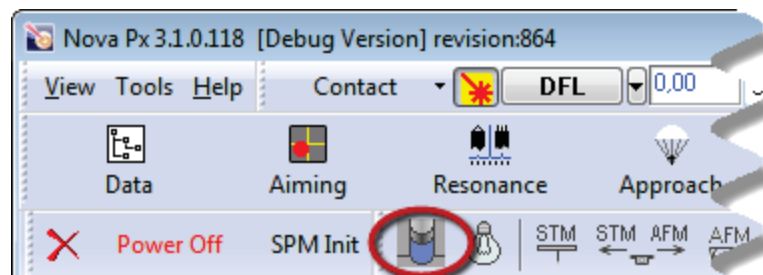 Nova Px 3.1.0.118 [Debug Version] revision:864
View Tools Help Contact DFL 0,00
Data Aiming Resonance Approach
Power Off SPM Init STM STM AFM AFM